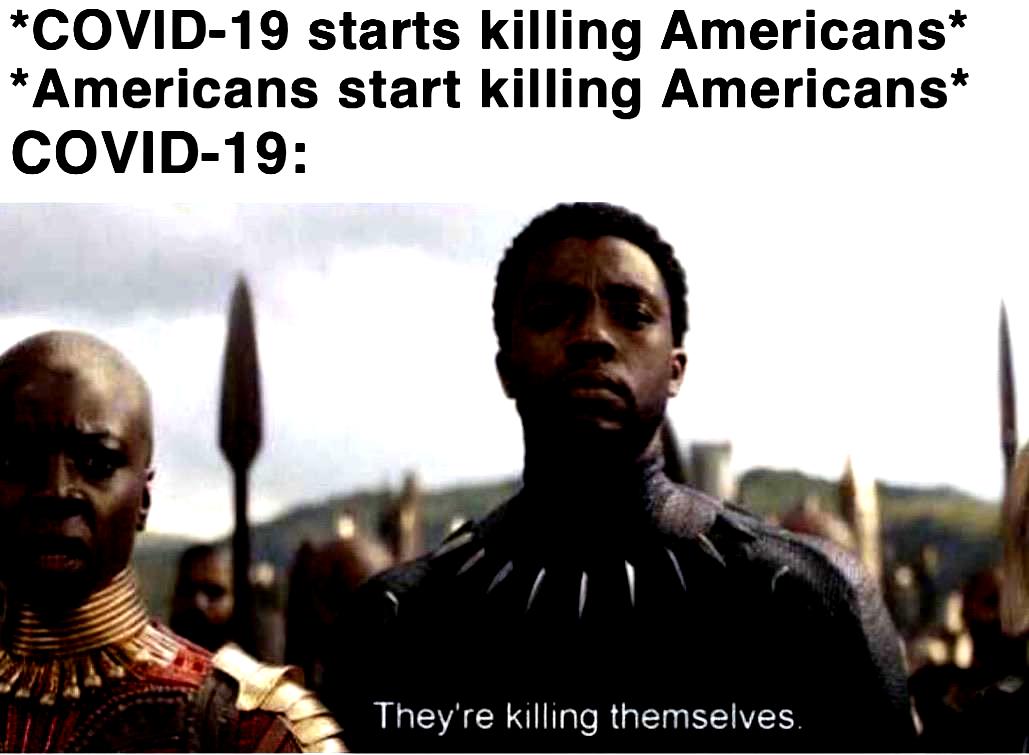 *COVID-19 starts killing Americans*
*Americans start killing Americans*
COVID-19:
They're killing themselves.